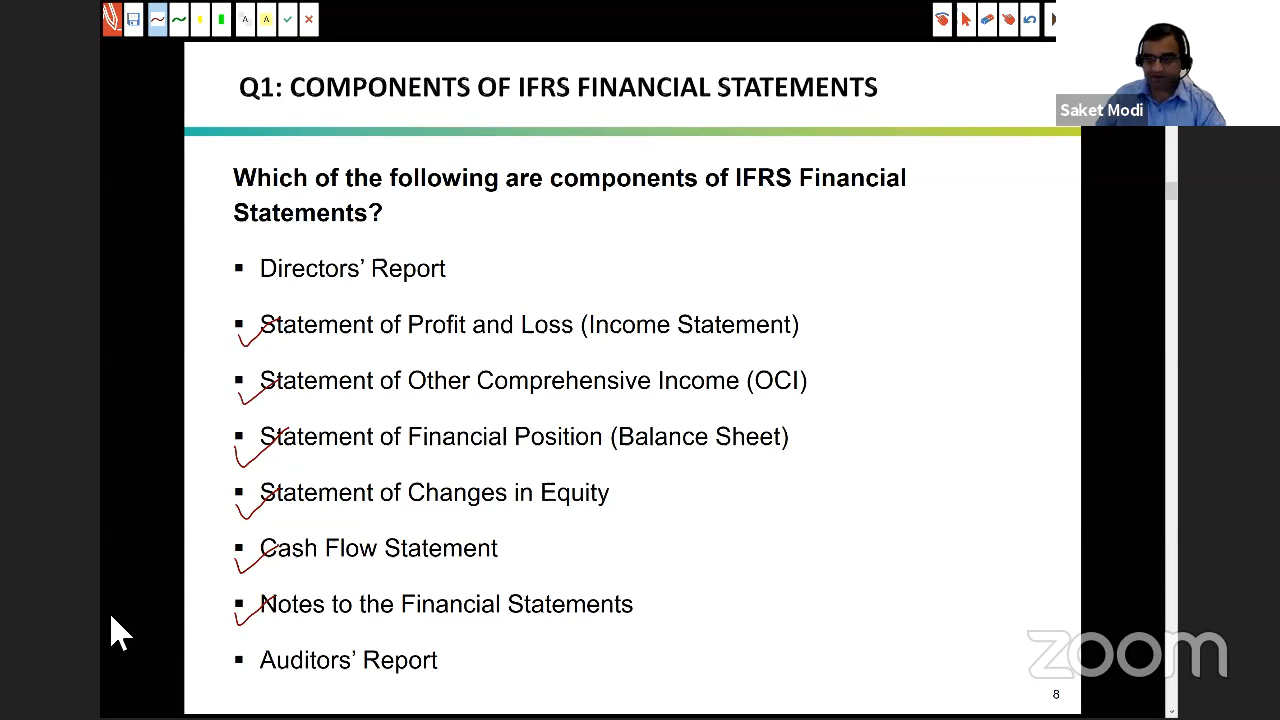 A A
Q1: COMPONENTS OF IFRS FINANCIAL STATEMENTS
Saket Modi
Which of the following are components of IFRS Financial
Statements?
▪ Directors’ Report
▪ Statement of Profit and Loss (Income Statement)
▪ Statement of Other Comprehensive Income (OCI)
▪ Statement of Financial Position (Balance Sheet)
▪ Statement of Changes in Equity
▪ Cash Flow Statement
▪ Notes to the Financial Statements
▪ Auditors’ Report
zoom
8